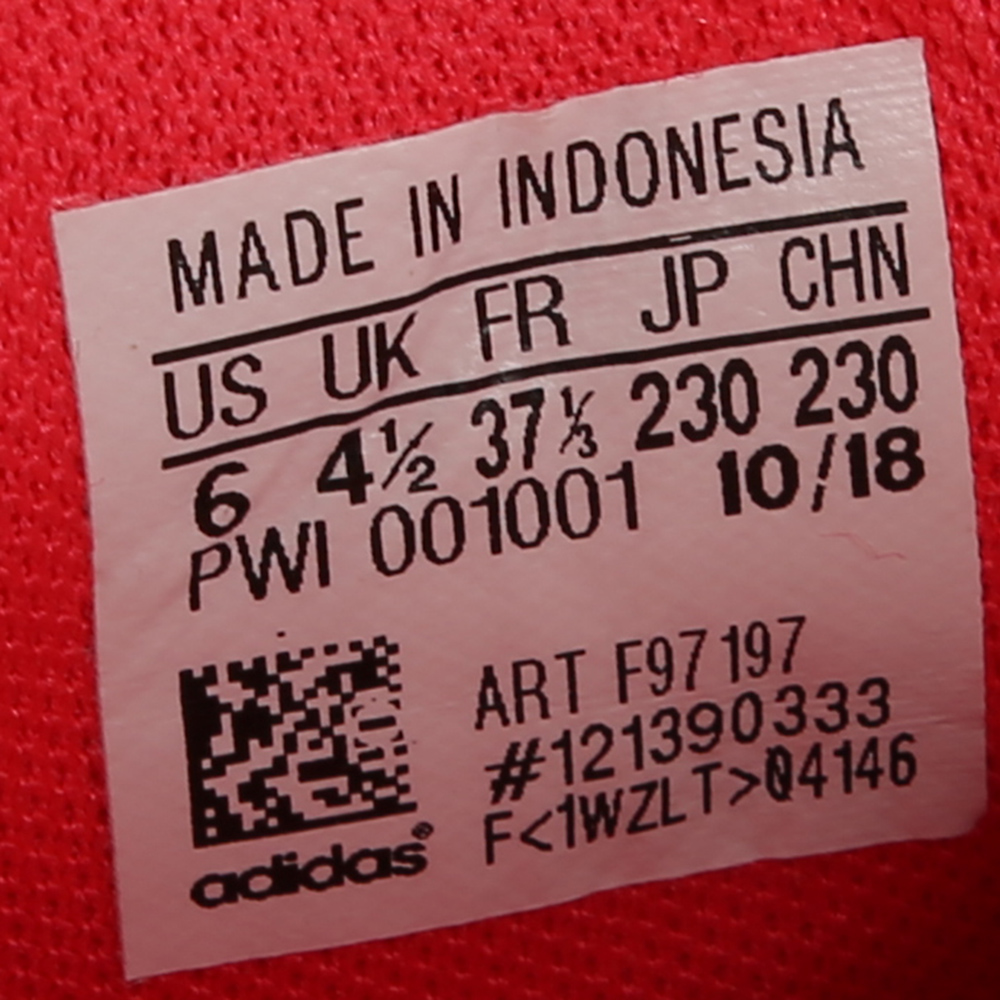 MADE IN INDONESIA
US UK FR JP CHN
6 4½ 37⅓ 230 230
PWI 001001 10/18
ART F97197
#121390333
F<1WZLT>04146
adidas®